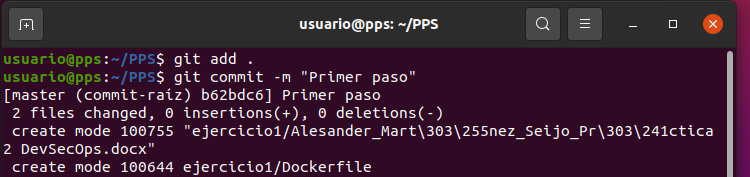 usuario@pps: ~/PPS
usuario@pps:~/PPS$ git add .
usuario@pps:~/PPS$ git commit -m "Primer paso"
[master (commit-raíz) b62bdc6] Primer paso
 2 files changed, 0 insertions(+), 0 deletions(-)
 create mode 100755 "ejercicio1/Alesander_Mart\303\255nez_Seijo_Pr\303\241ctica
2 DevSecOps.docx"
 create mode 100644 ejercicio1/Dockerfile